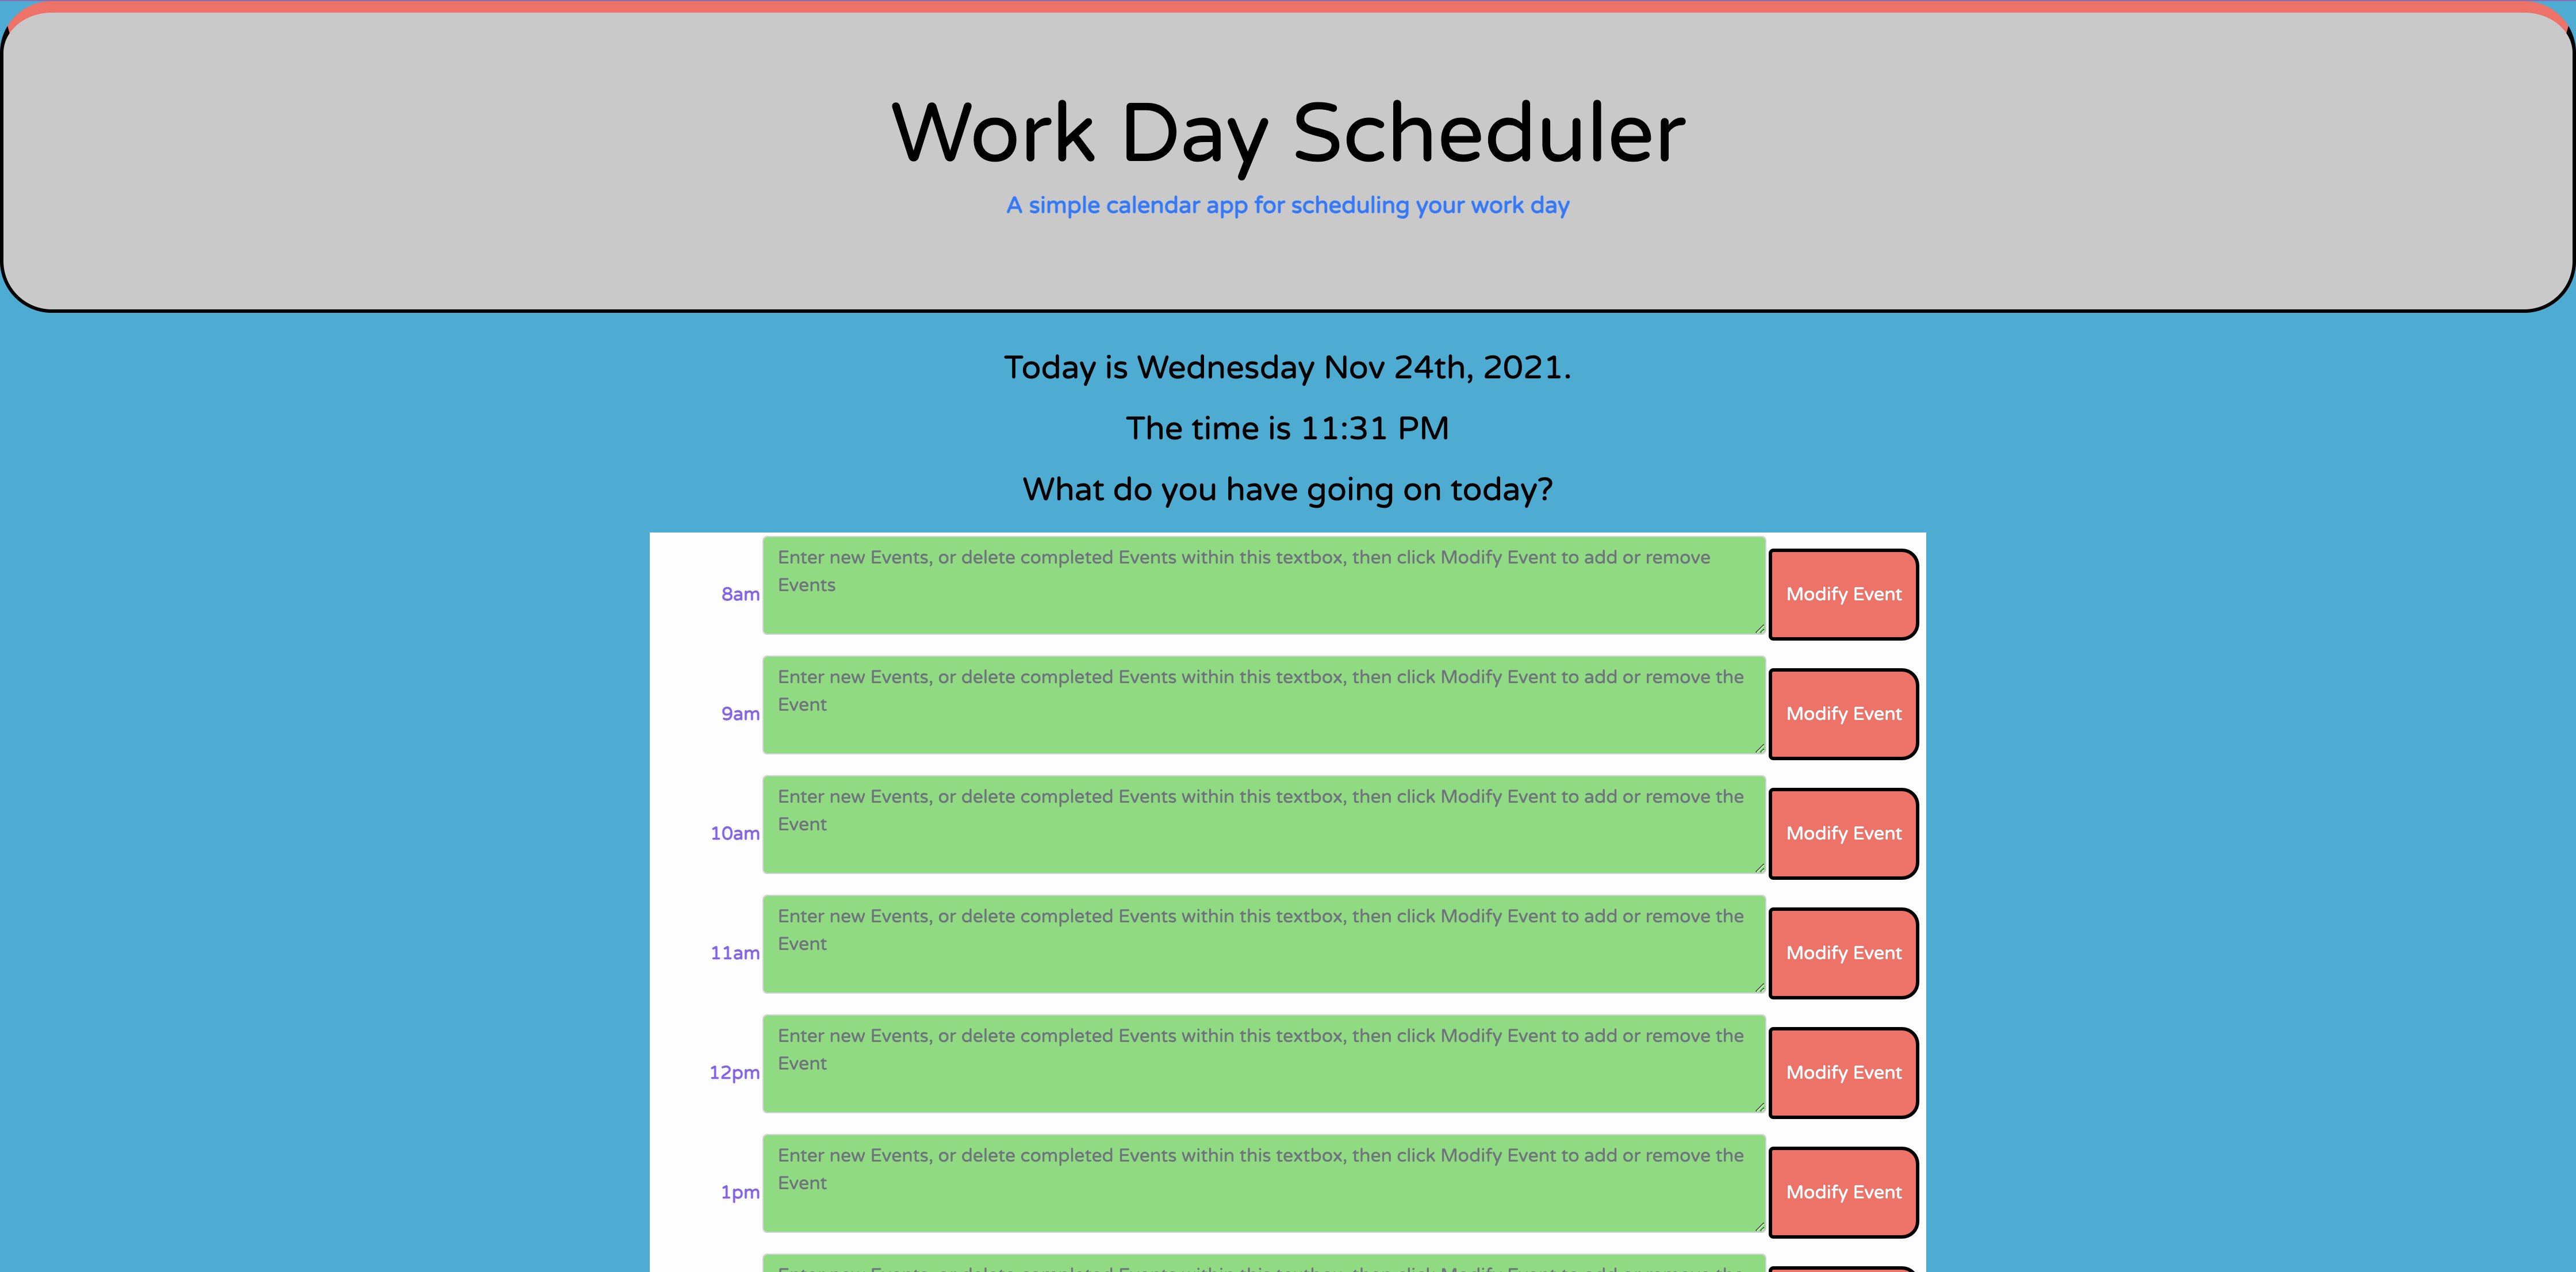 Work Day Scheduler
A simple calendar app for scheduling your work day
Today is Wednesday Nov 24th, 2021.
The time is 11:31 PM
What do you have going on today?
8am
Enter new Events, or delete completed Events within this textbox, then click Modify Event to add or remove
Events
Modify Event
9am
Enter new Events, or delete completed Events within this textbox, then click Modify Event to add or remove the
Event
Modify Event
10am
Enter new Events, or delete completed Events within this textbox, then click Modify Event to add or remove the
Event
Modify Event
11am
Enter new Events, or delete completed Events within this textbox, then click Modify Event to add or remove the
Event
Modify Event
12pm
Enter new Events, or delete completed Events within this textbox, then click Modify Event to add or remove the
Event
Modify Event
1pm
Enter new Events, or delete completed Events within this textbox, then click Modify Event to add or remove the
Event
Modify Event